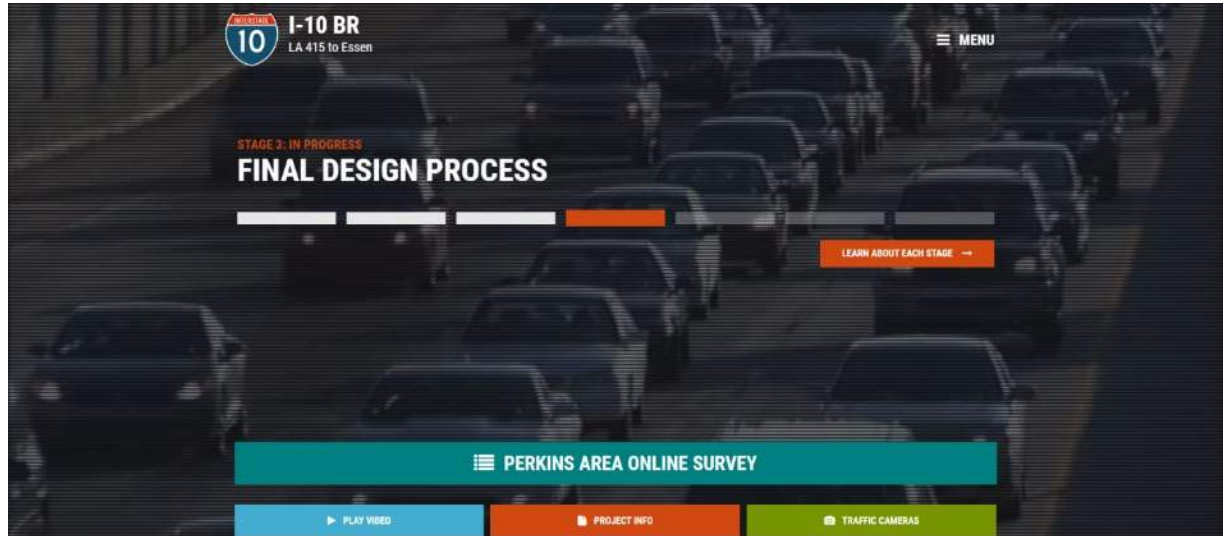 INTERSTATE
10
I-10 BR
LA 415 to Essen
MENU
STAGE 3: IN PROGRESS
FINAL DESIGN PROCESS
LEARN ABOUT EACH STAGE →
PERKINS AREA ONLINE SURVEY
PLAY VIDEO
PROJECT INFO
TRAFFIC CAMERAS